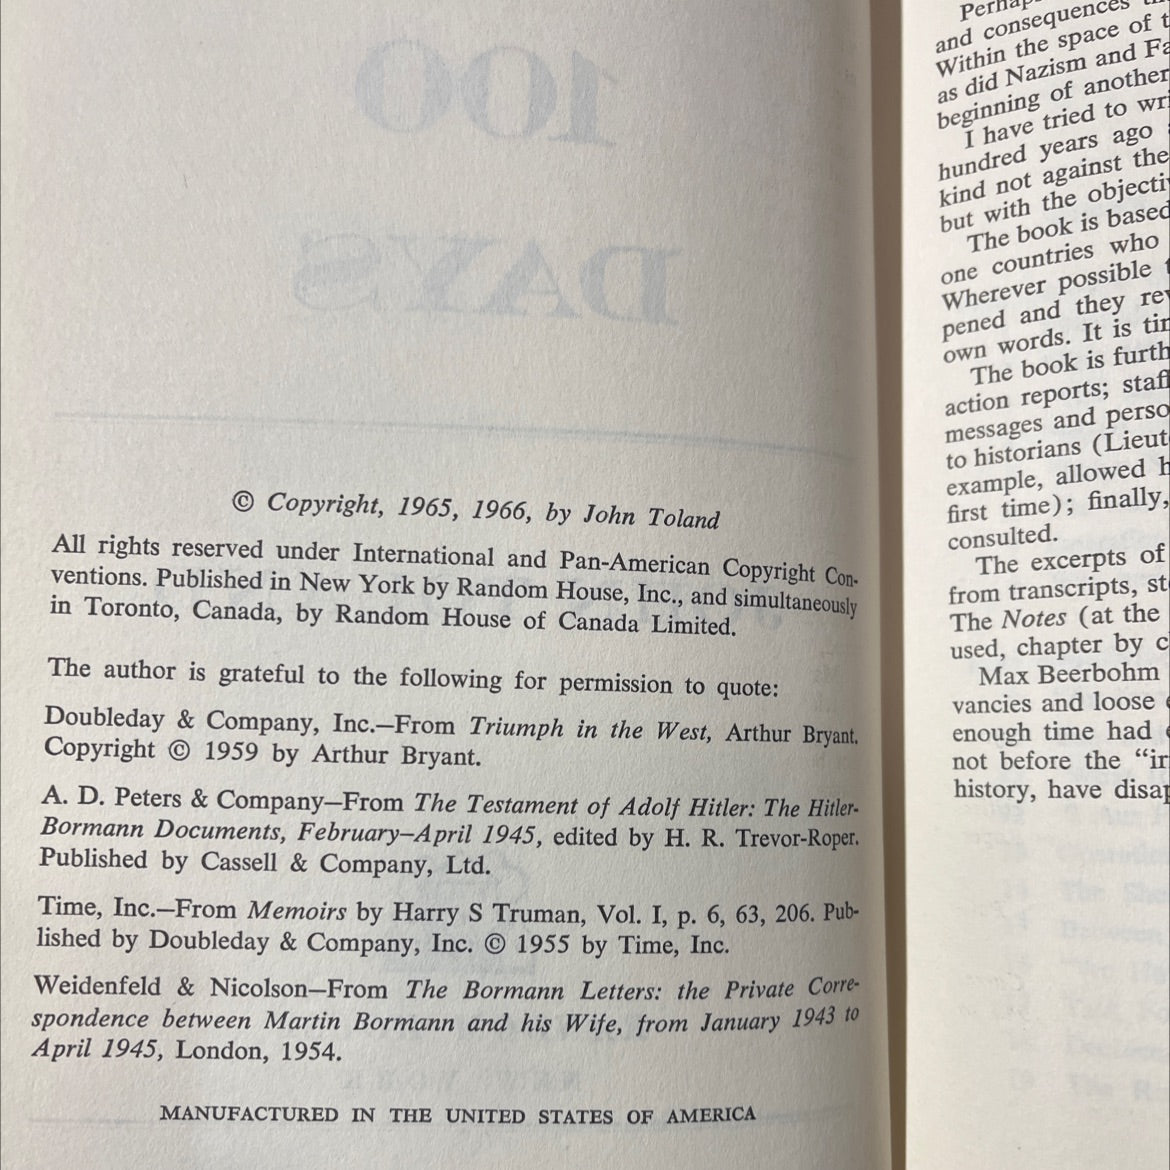 100
DAYS
© Copyright, 1965, 1966, by John Toland
All rights reserved under International and Pan-American Copyright Con-
ventions. Published in New York by Random House, Inc., and simultaneously
in Toronto, Canada, by Random House of Canada Limited.
The author is grateful to the following for permission to quote:
Doubleday & Company, Inc.—From Triumph in the West, Arthur Bryant.
Copyright © 1959 by Arthur Bryant.
A. D. Peters & Company—From The Testament of Adolf Hitler: The Hitler-
Bormann Documents, February–April 1945, edited by H. R. Trevor-Roper.
Published by Cassell & Company, Ltd.
Time, Inc.—From Memoirs by Harry S Truman, Vol. I, p. 6, 63, 206. Pub-
lished by Doubleday & Company, Inc. © 1955 by Time, Inc.
Weidenfeld & Nicolson—From The Bormann Letters: the Private Corre-
spondence between Martin Bormann and his Wife, from January 1943 to
April 1945, London, 1954.
MANUFACTURED IN THE UNITED STATES OF AMERICA
and consequences
Within the space of
as did Nazism and
beginning of another
I have tried to
hundred years ago
kind not against the
but with the
The book is based
one countries who
Wherever possible
pened and they
own words. It is
The book is
action reports;
messages and
to historians
example, allowed
first time); finally,
consulted.
The excerpts of
from transcripts,
The Notes (at the
used, chapter by
Max Beerbohm
vancies and loose
enough time had
not before the
history, have